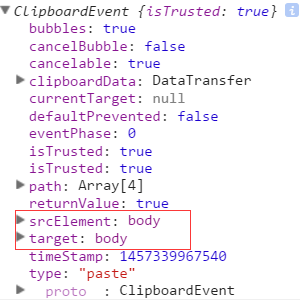 ClipboardEvent {isTrusted: true} i
bubbles: true
cancelBubble: false
cancelable: true
clipboardData: DataTransfer
currentTarget: null
defaultPrevented: false
eventPhase: 0
isTrusted: true
isTrusted: true
path: Array[4]
returnValue: true
srcElement: body
target: body
timeStamp: 1457339967540
type: "paste"
__proto__: ClipboardEvent